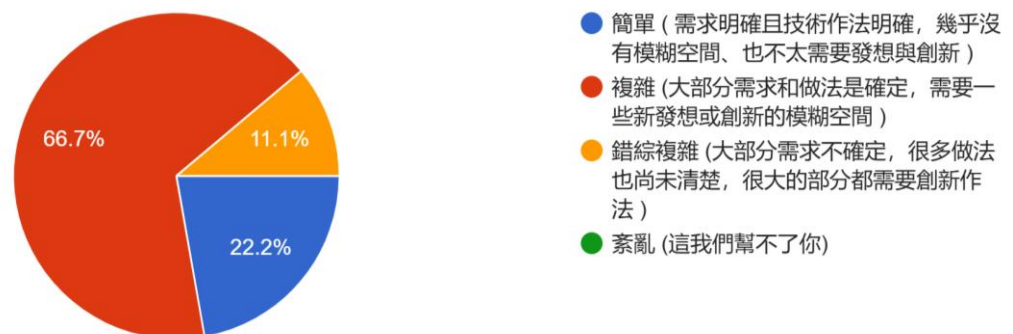 66.7%
11.1%
22.2%
簡單 ( 需求明確且技術作法明確，幾乎沒
有模糊空間、也不太需要發想與創新 )
複雜 (大部分需求和做法是確定，需要一
些新發想或創新的模糊空間 )
錯綜複雜 (大部分需求不確定，很多做法
也尚未清楚，很大的部分都需要創新作
法 )
紊亂 (這我們幫不了你)